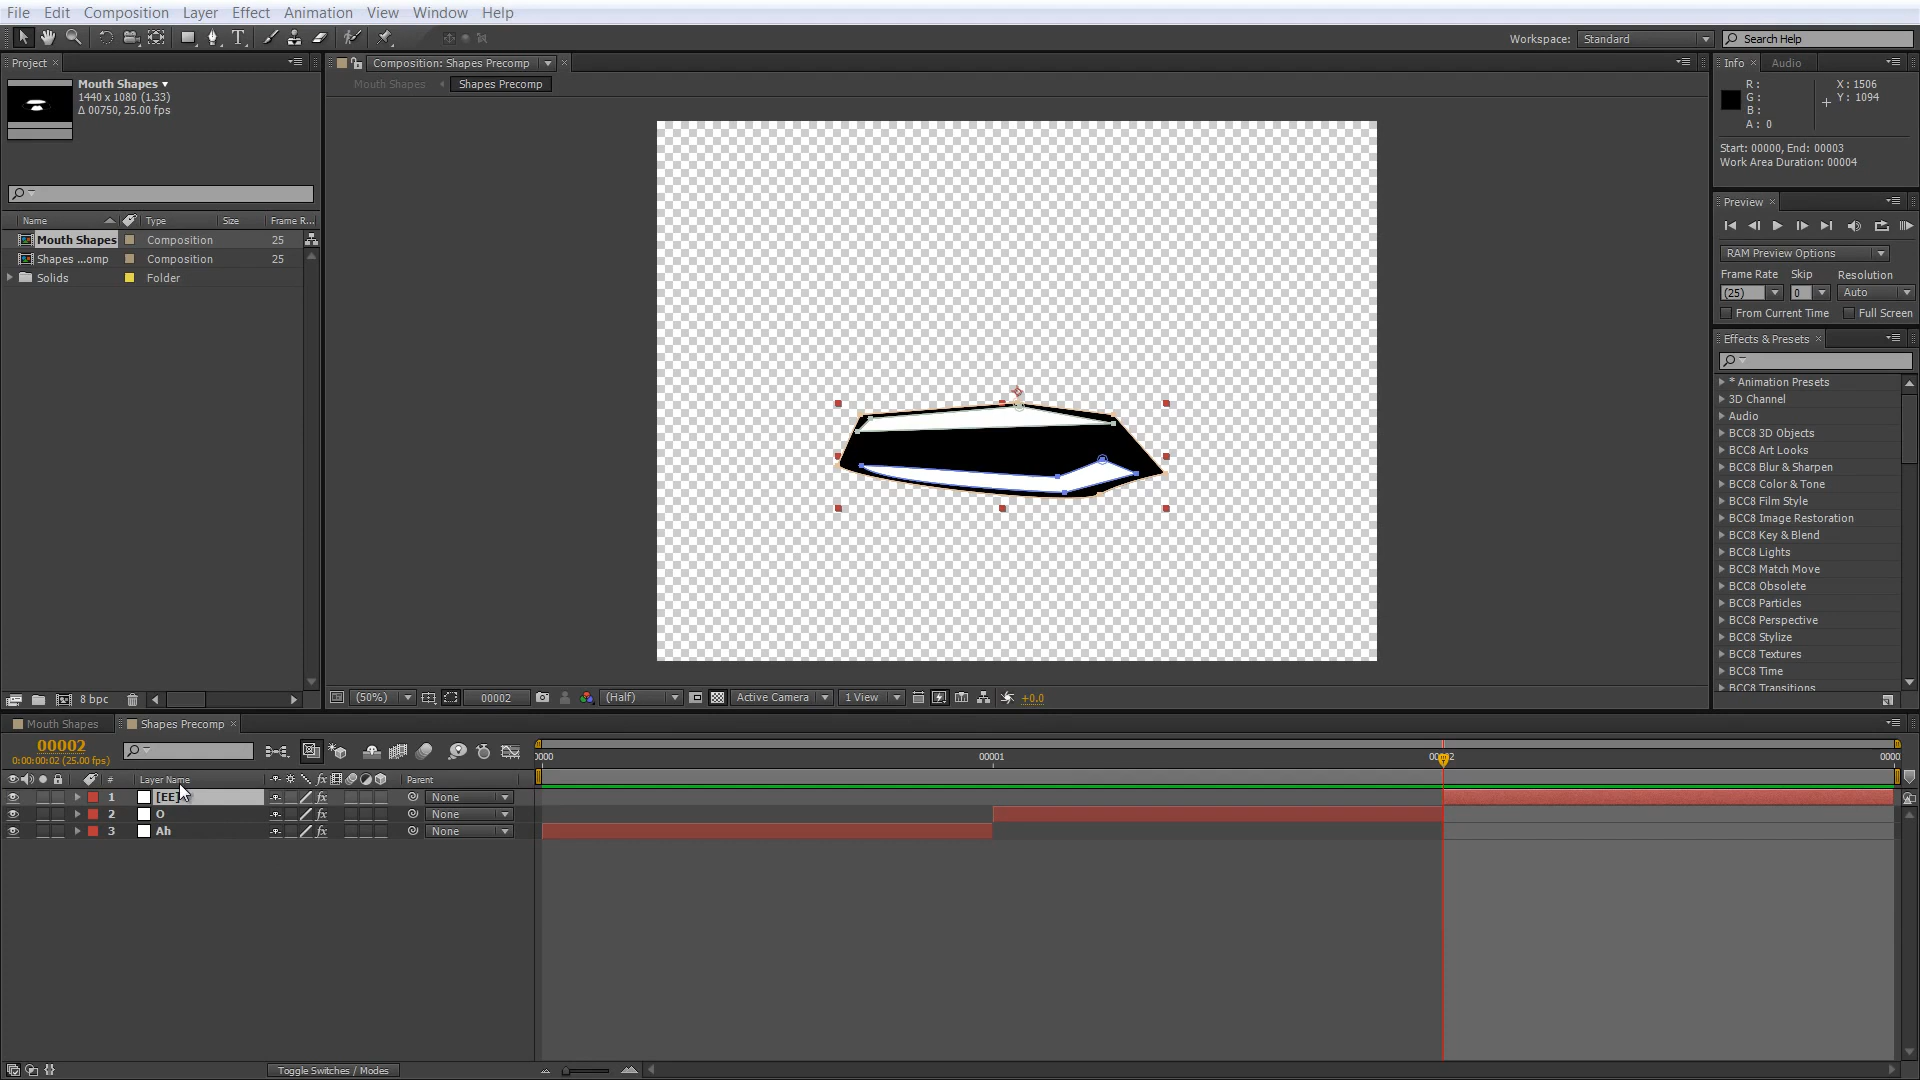 File Edit Composition Layer Effect Animation View Window Help
Workspace: Standard Search Help
Project
Mouth Shapes
1440 x 1080 (1.33)
Δ 00750, 25.00 fps
Name Type Size Frame R...
Mouth Shapes Composition 25
Shapes ...omp Composition 25
Solids Folder
8 bpc
Composition: Shapes Precomp
Mouth Shapes Shapes Precomp
(50%) 00002 (Half) Active Camera 1 View +0.0
Info Audio
R: X: 1506
G: Y: 1094
B:
A: 0
Start: 00000, End: 00003
Work Area Duration: 00004
Preview
RAM Preview Options
Frame Rate Skip Resolution
(25) 0 Auto
From Current Time Full Screen
Effects & Presets
* Animation Presets
3D Channel
Audio
BCC8 3D Objects
BCC8 Art Looks
BCC8 Blur & Sharpen
BCC8 Color & Tone
BCC8 Film Style
BCC8 Image Restoration
BCC8 Key & Blend
BCC8 Lights
BCC8 Match Move
BCC8 Obsolete
BCC8 Particles
BCC8 Perspective
BCC8 Stylize
BCC8 Textures
BCC8 Time
BCC8 Transitions
Mouth Shapes Shapes Precomp
00002
0:00:00:02 (25.00 fps)
0000 00001 0000
# Layer Name fx Parent
1 [EE] fx None
2 O fx None
3 Ah fx None
Toggle Switches / Modes